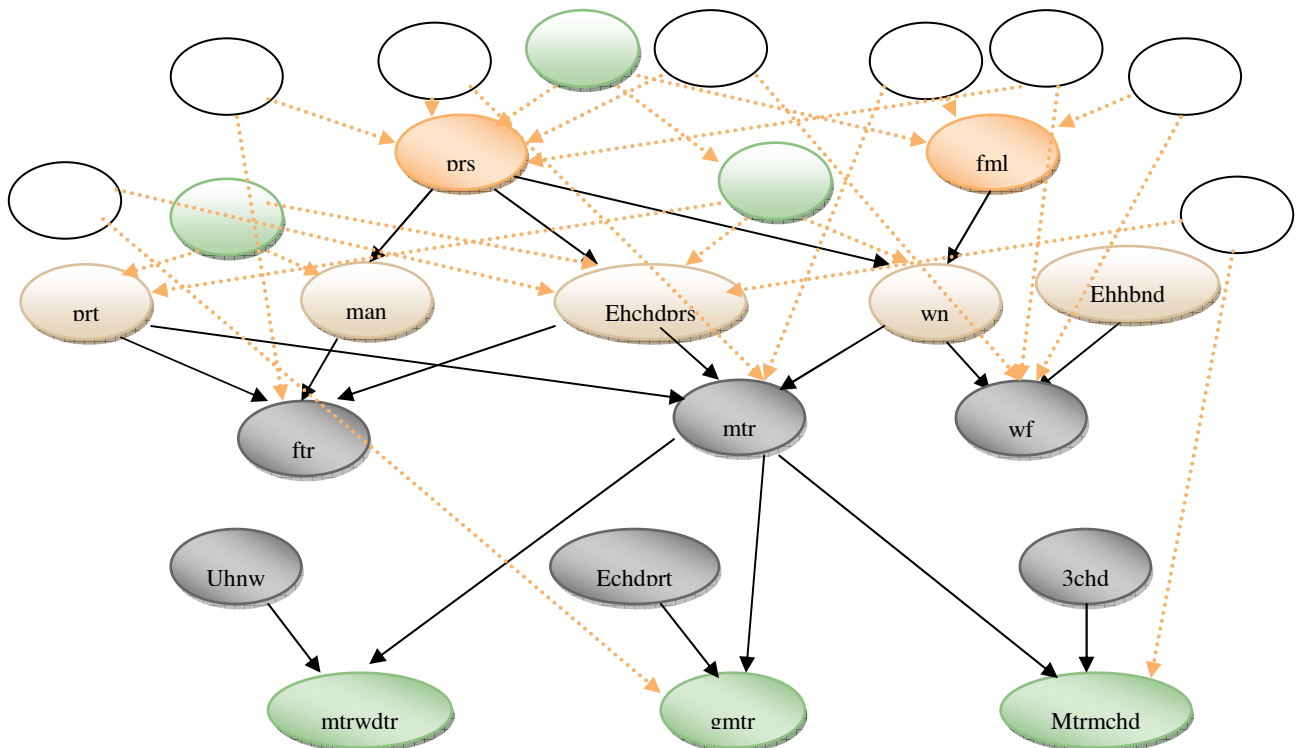 prs
fml
prt
man
Ehchdprs
wn
Ehhbnd
ftr
mtr
wf
Uhnw
Echdprt
3chd
mtrwdtr
gmtr
Mtrmchd